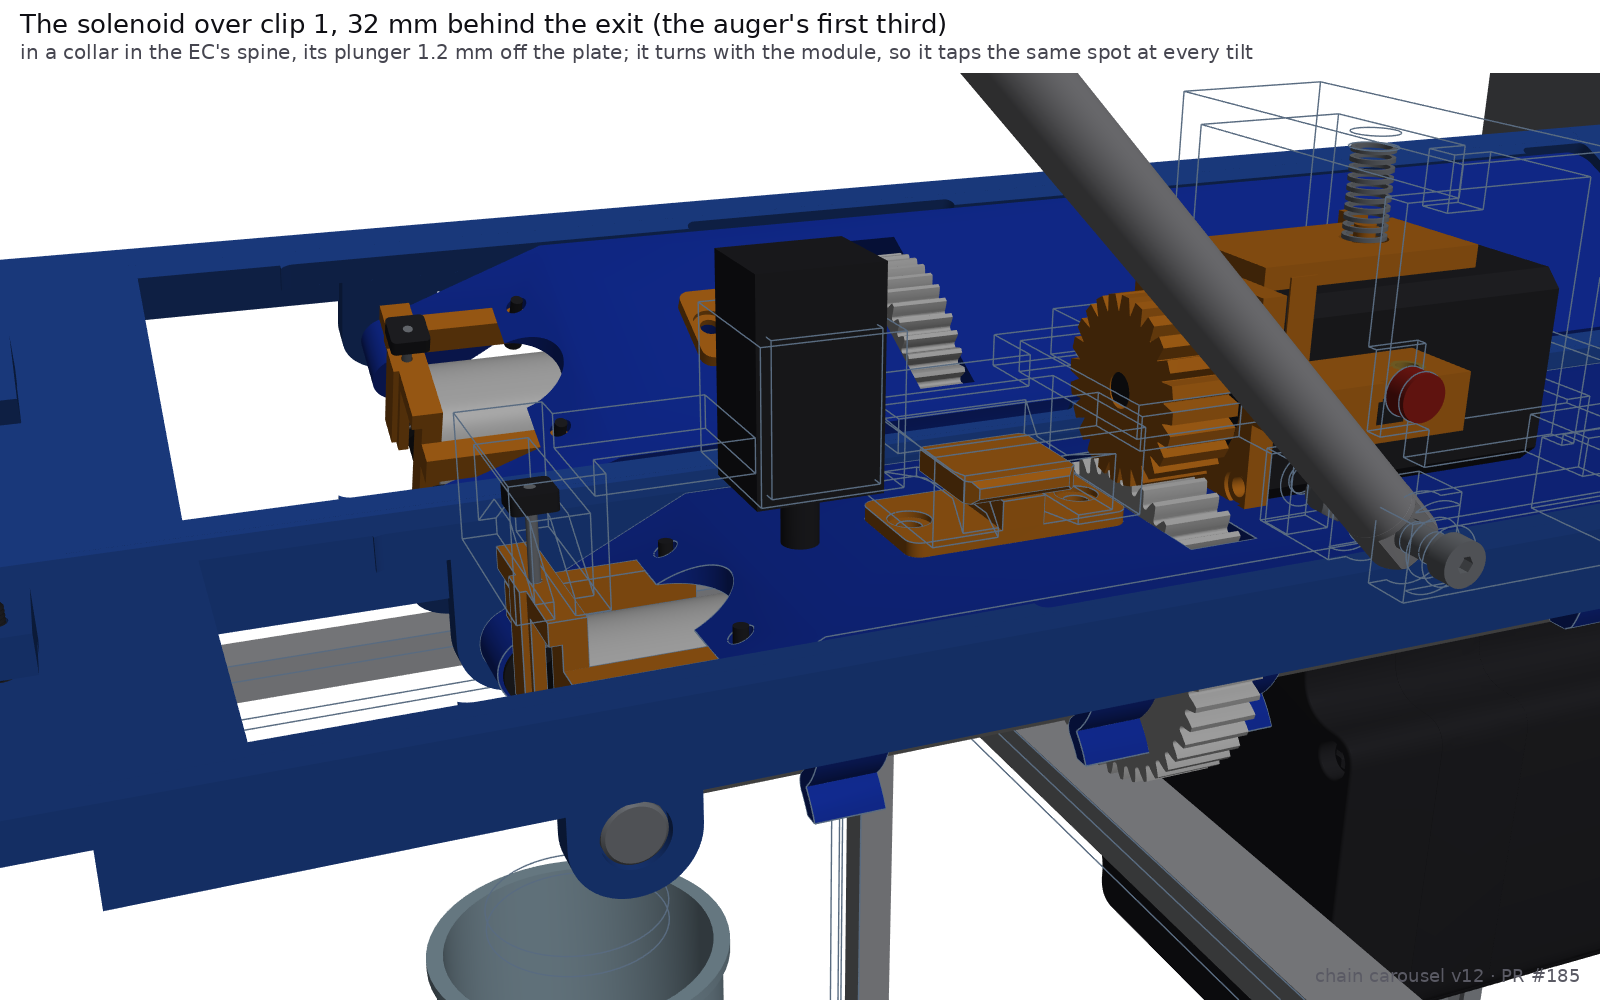 The solenoid over clip 1, 32 mm behind the exit (the auger's first third)
in a collar in the EC's spine, its plunger 1.2 mm off the plate; it turns with the module, so it taps the same spot at every tilt
chain carousel v12 · PR #185